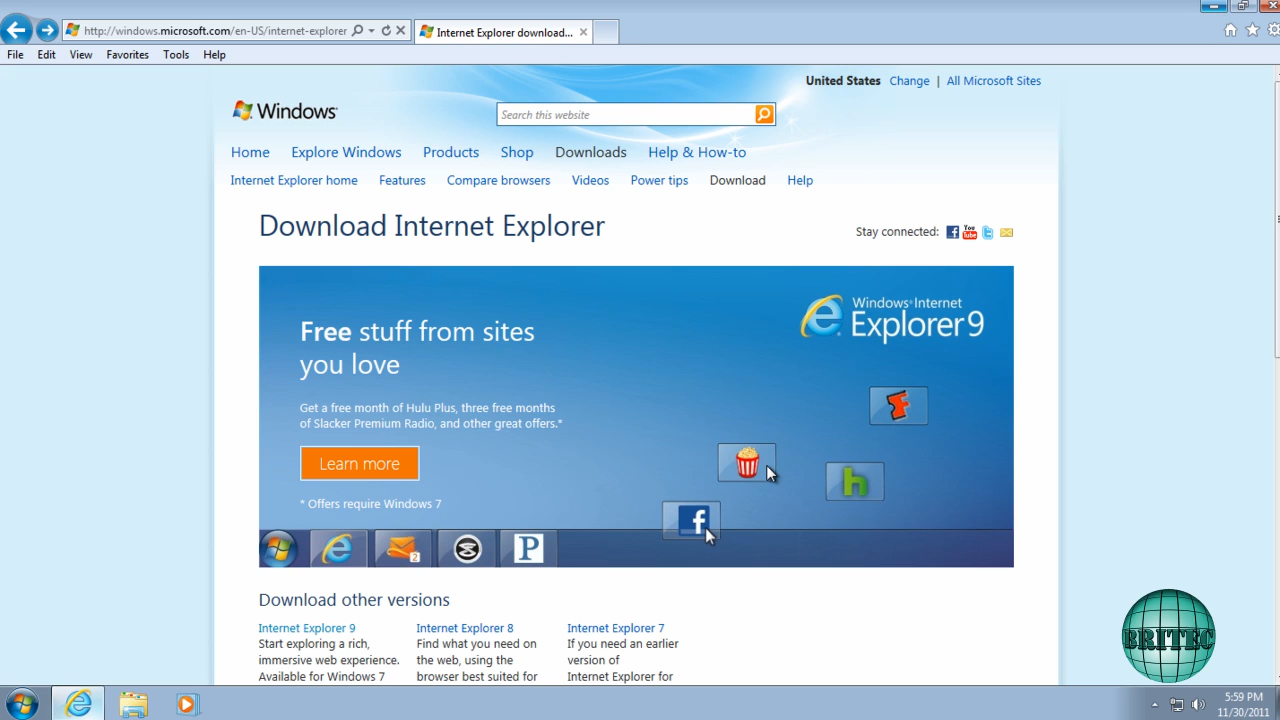 http://windows.microsoft.com/en-US/internet-explorer
Internet Explorer download...
File Edit View Favorites Tools Help
United States Change | All Microsoft Sites
Windows
Search this website
Home Explore Windows Products Shop Downloads Help & How-to
Internet Explorer home Features Compare browsers Videos Power tips Download Help
Download Internet Explorer
Stay connected: f You Tube t
Windows Internet
Explorer 9
Free stuff from sites
you love
Get a free month of Hulu Plus, three free months
of Slacker Premium Radio, and other great offers.*
Learn more
* Offers require Windows 7
h
f
2
P
Download other versions
Internet Explorer 9
Start exploring a rich,
immersive web experience.
Available for Windows 7
Internet Explorer 8
Find what you need on
the web, using the
browser best suited for
Internet Explorer 7
If you need an earlier
version of
Internet Explorer for
BRITEC
5:59 PM
11/30/2011